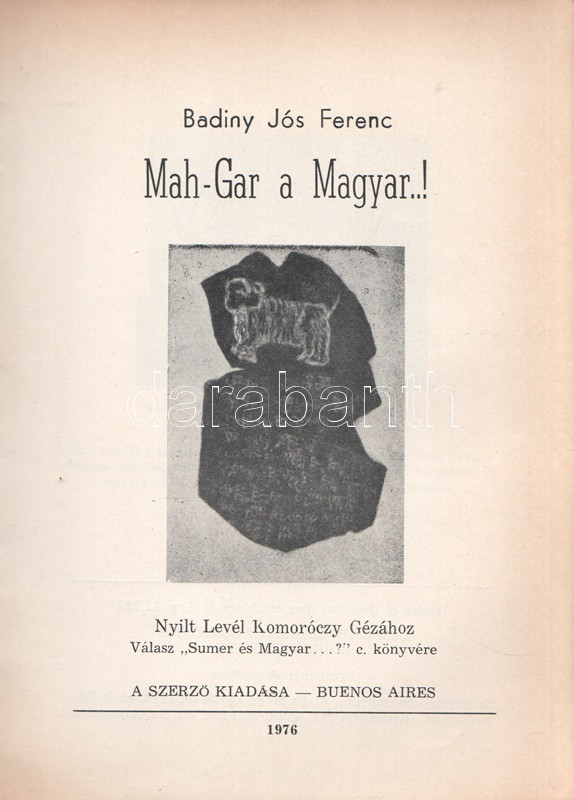 Badiny Jós Ferenc
Mah-Gar a Magyar..!
darabanth
Nyilt Levél Komoróczy Gézához
Válasz „Sumer és Magyar...?" c. könyvére
A SZERZŐ KIADÁSA — BUENOS AIRES
1976